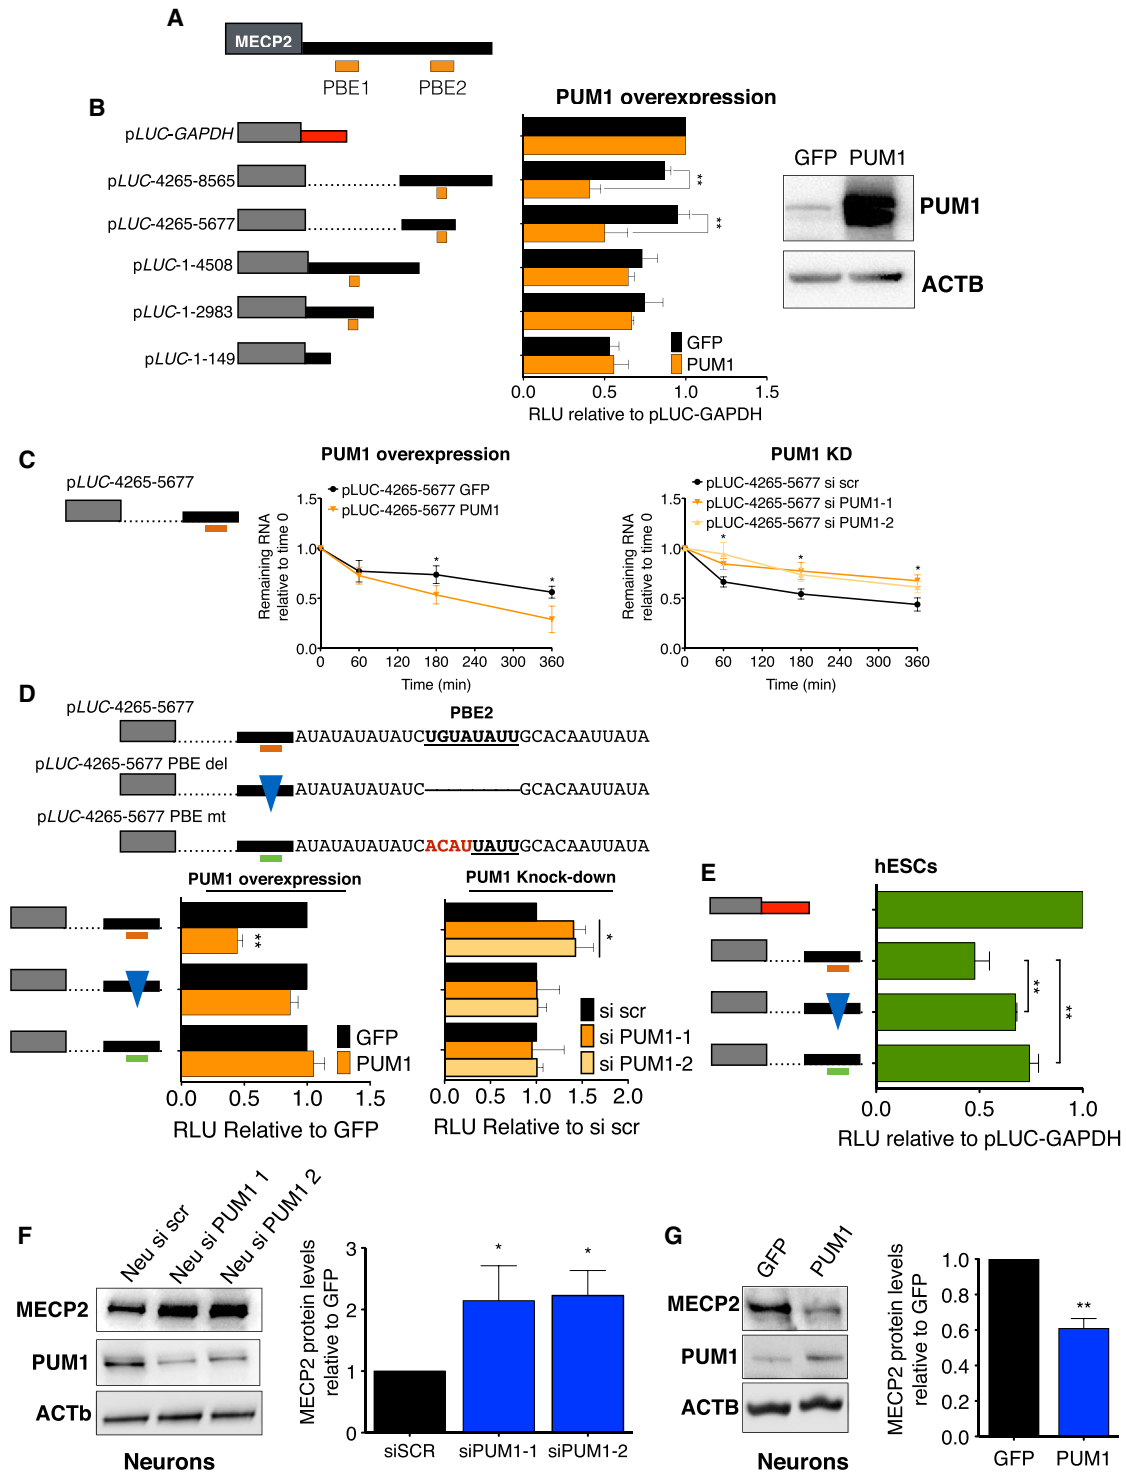 A
MECP2
PBE1 PBE2
B
PUM1 overexpression
pLUC-GAPDH
pLUC-4265-8565
**
pLUC-4265-5677
**
pLUC-1-4508
pLUC-1-2983
pLUC-1-149
GFP
PUM1
0.0 0.5 1.0 1.5
RLU relative to pLUC-GAPDH
GFP PUM1
PUM1
ACTB
C
pLUC-4265-5677
PUM1 overexpression
pLUC-4265-5677 GFP
pLUC-4265-5677 PUM1
Remaining RNA
relative to time 0
1.5
1.0
0.5
0.0
* *
0 60 120 180 240 300 360
Time (min)
PUM1 KD
pLUC-4265-5677 si scr
pLUC-4265-5677 si PUM1-1
pLUC-4265-5677 si PUM1-2
Remaining RNA
relative to time 0
1.5
1.0
0.5
0.0
* * *
0 60 120 180 240 300 360
Time (min)
D
pLUC-4265-5677
PBE2
AUAUAUAUAUCUGUAUAUUGCACAAUUAUA
pLUC-4265-5677 PBE del
AUAUAUAUAUC--------GCACAAUUAUA
pLUC-4265-5677 PBE mt
AUAUAUAUAUCACAUUAUUGCACAAUUAUA
PUM1 overexpression
**
GFP
PUM1
0.0 0.5 1.0 1.5
RLU Relative to GFP
PUM1 Knock-down
*
si scr
si PUM1-1
si PUM1-2
0.0 0.5 1.0 1.5 2.0
RLU Relative to si scr
E
hESCs
**
**
0.0 0.5 1.0
RLU relative to pLUC-GAPDH
F
Neu si scr
Neu si PUM1 1
Neu si PUM1 2
MECP2
PUM1
ACTb
Neurons
MECP2 protein levels
relative to GFP
3
2
1
0
* *
siSCR siPUM1-1 siPUM1-2
G
GFP
PUM1
MECP2
PUM1
ACTB
Neurons
MECP2 protein levels
relative to GFP
1.0
0.8
0.6
0.4
0.2
0.0
**
GFP PUM1